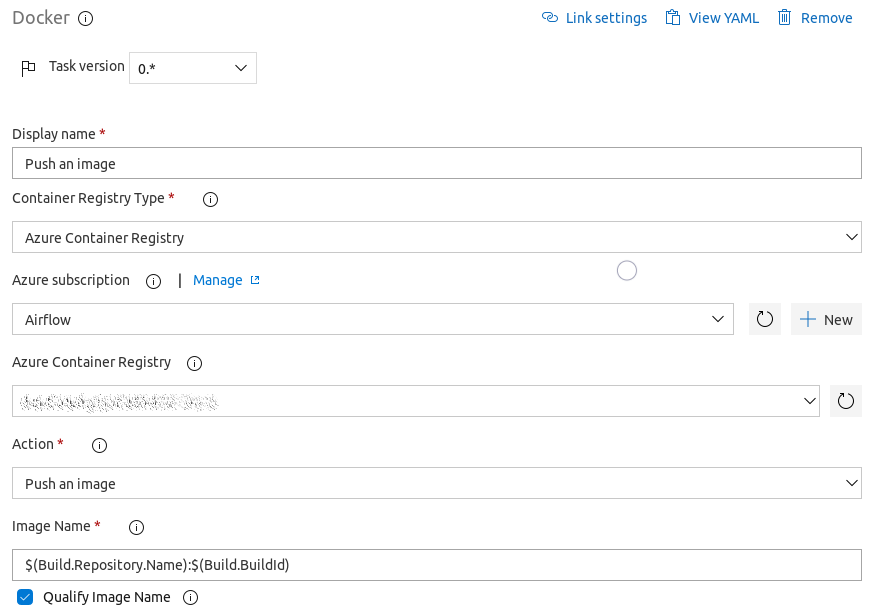 Docker
Link settings View YAML Remove
Task version 0.*
Display name *
Push an image
Container Registry Type *
Azure Container Registry
Azure subscription | Manage
Airflow New
Azure Container Registry
Action *
Push an image
Image Name *
$(Build.Repository.Name):$(Build.BuildId)
Qualify Image Name